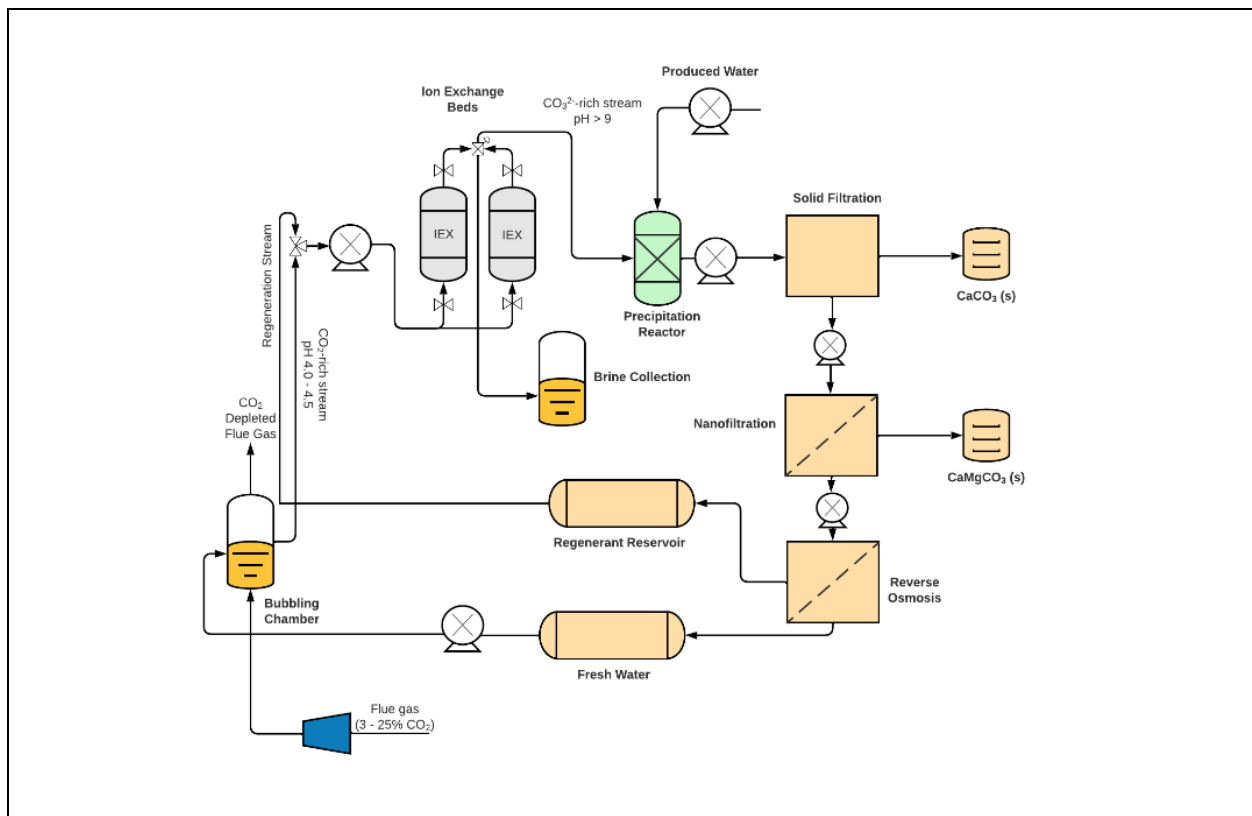 Produced Water
Ion Exchange
Beds
CO₃²⁻-rich stream
pH > 9
Solid Filtration
IEX
IEX
Regeneration Stream
CO₂-rich stream
pH 4.0 - 4.5
CaCO₃ (s)
Precipitation
Reactor
Brine Collection
CO₂
Depleted
Flue Gas
Nanofiltration
CaMgCO₃ (s)
Regenerant Reservoir
Reverse
Osmosis
Bubbling
Chamber
Fresh Water
Flue gas
(3 - 25% CO₂)